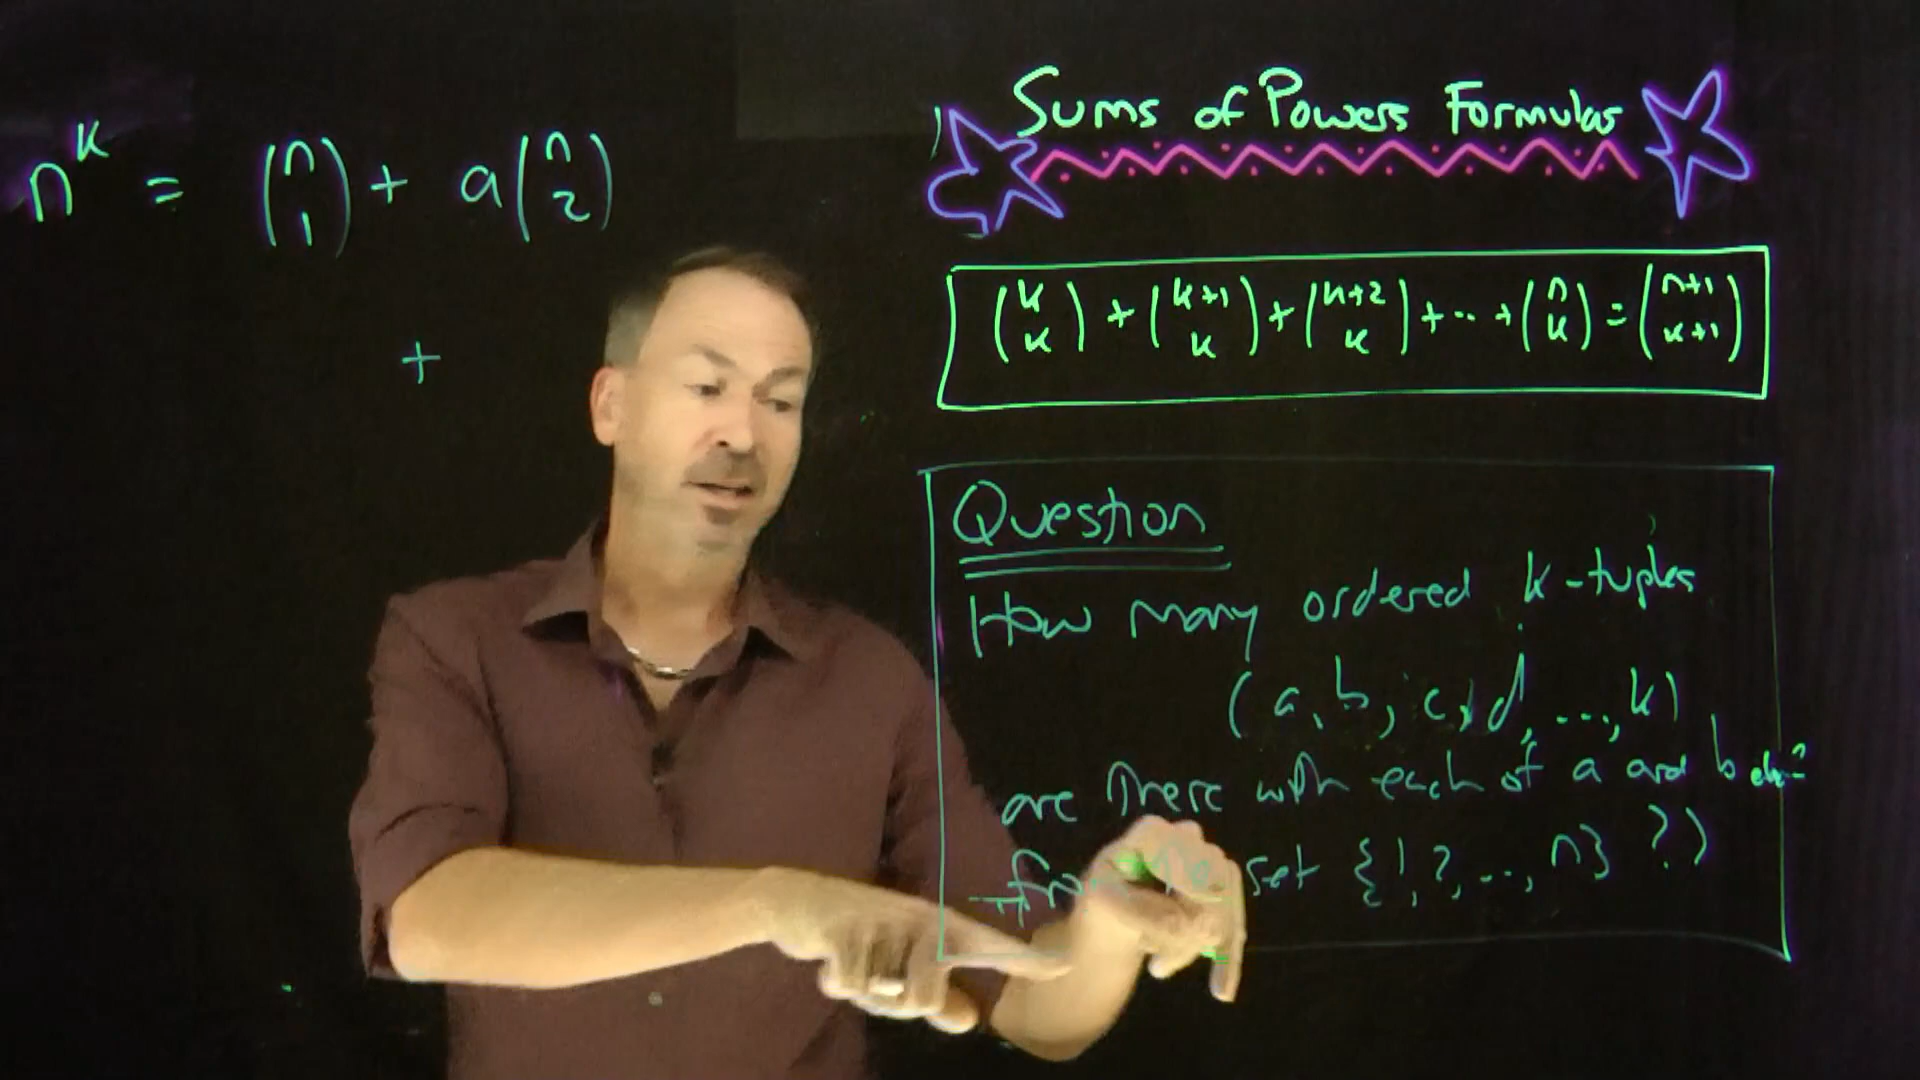 n^k = (n 1) + a(n 2)
+
Sums of Powers Formulas
(k k) + (k+1 k) + (k+2 k) + ... + (n k) = (n+1 k+1)
Question
How many ordered k-tuples
(a, b, c, d, ..., k)
are there with each of a and b
set {1, 2, ..., n} ?)